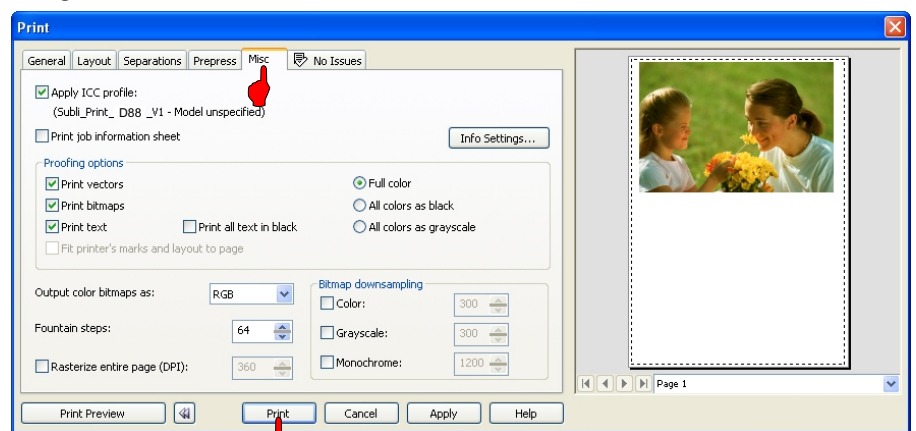 Print
General Layout Separations Prepress Misc No Issues
Apply ICC profile:
(Subli_Print_ D88 _V1 - Model unspecified)
Print job information sheet Info Settings...
Proofing options
Print vectors Full color
Print bitmaps All colors as black
Print text Print all text in black All colors as grayscale
Fit printer's marks and layout to page
Output color bitmaps as: RGB Bitmap downsampling
Color: 300
Fountain steps: 64 Grayscale: 300
Rasterize entire page (DPI): 360 Monochrome: 1200
Page 1
Print Preview Print Cancel Apply Help